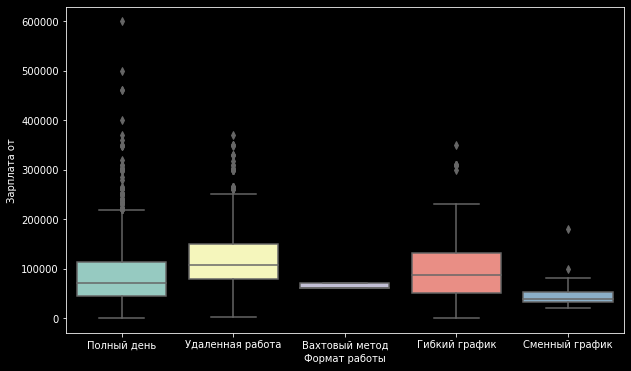 600000
500000
400000
300000
200000
100000
0
Зарплата от
Полный день Удаленная работа Вахтовый метод Гибкий график Сменный график
Формат работы